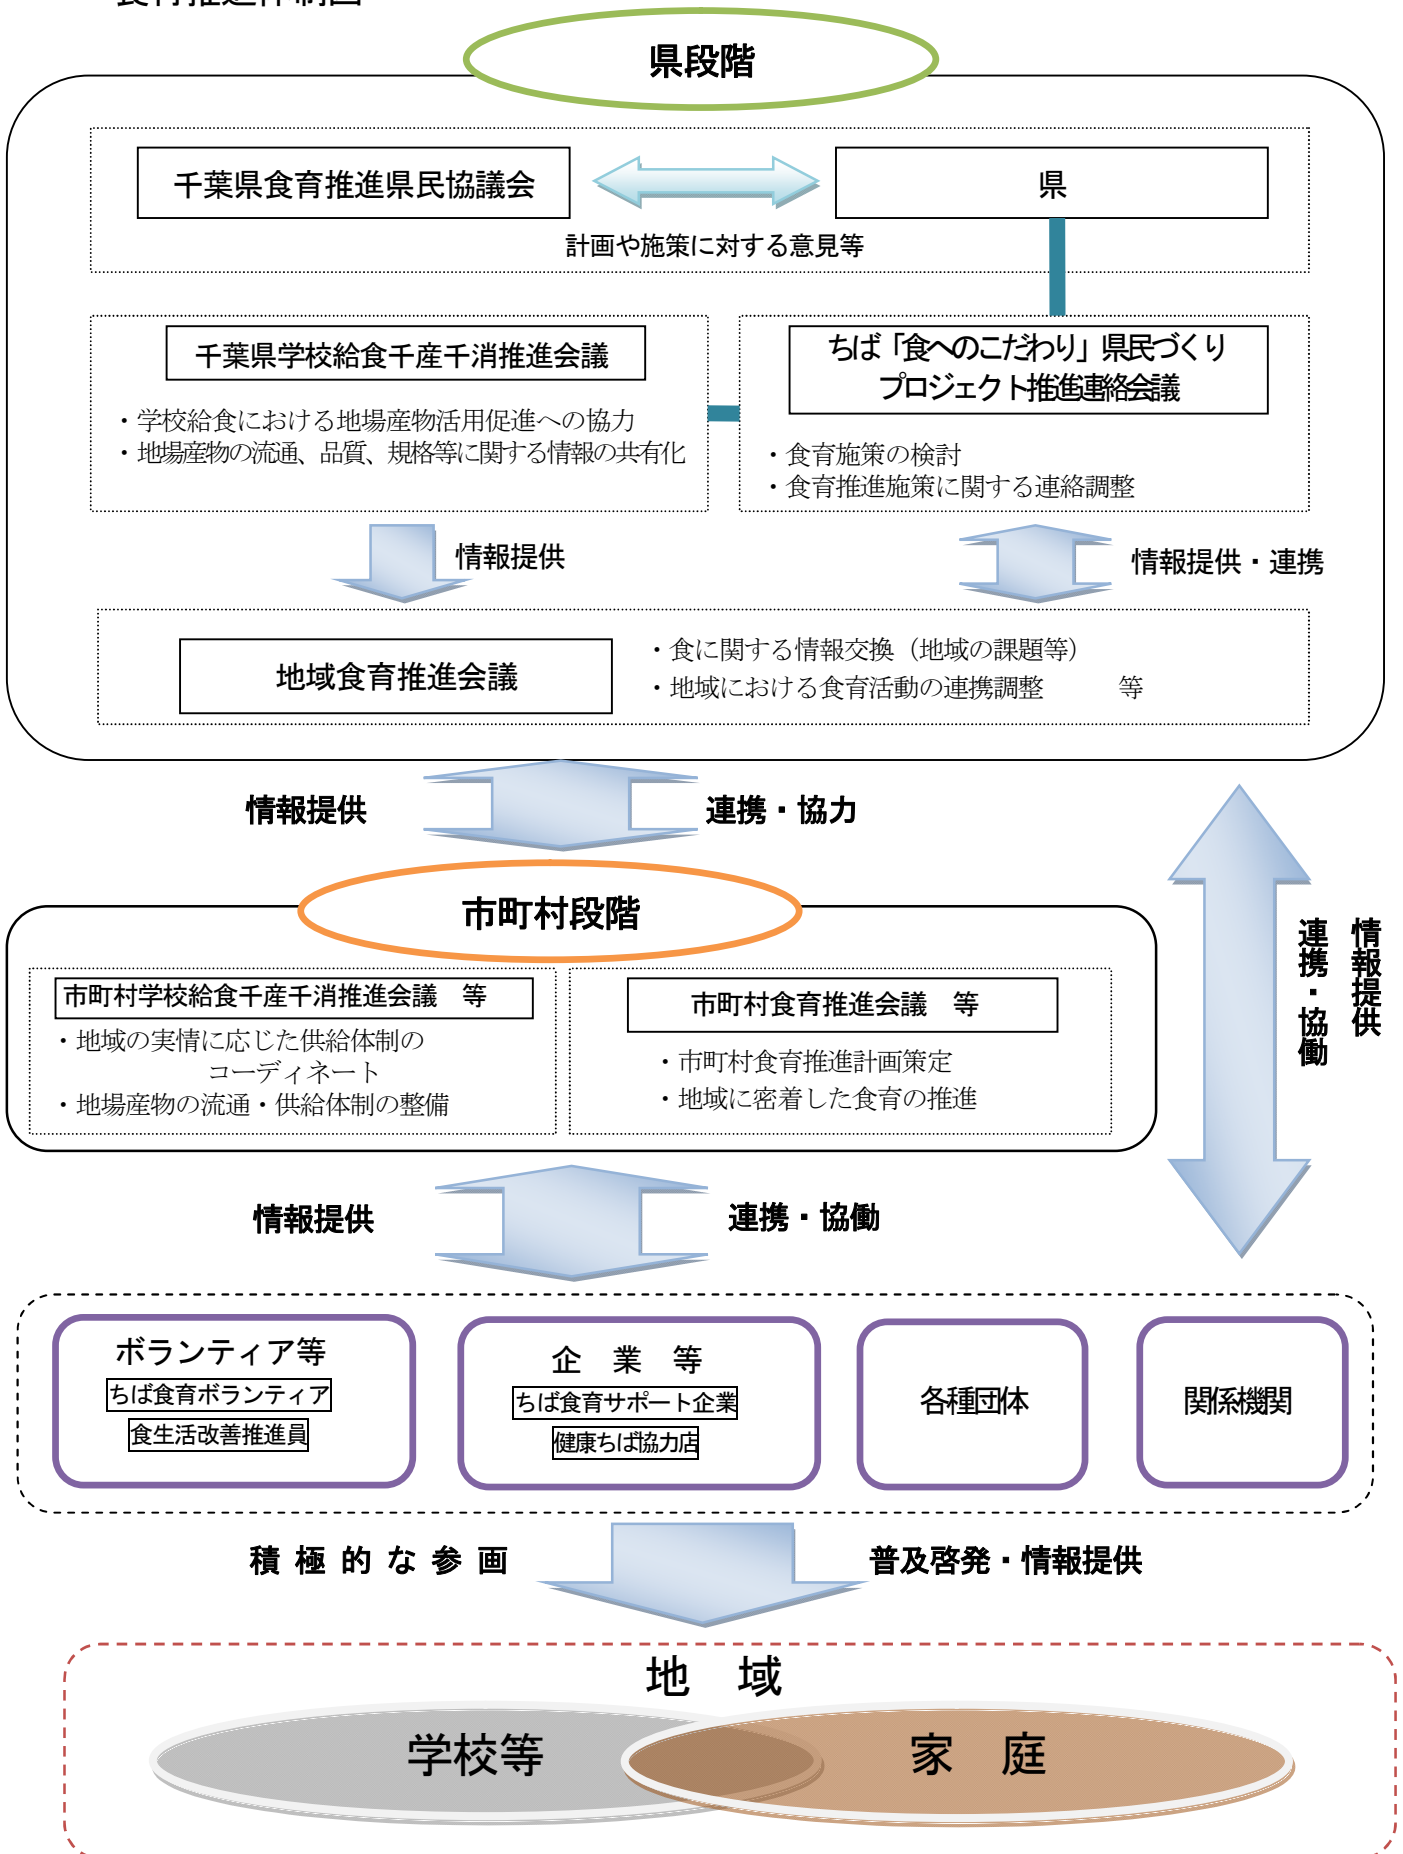 食育推進体制図
県段階
千葉県食育推進県民協議会
県
計画や施策に対する意見等
千葉県学校給食千産千消推進会議
・学校給食における地場産物活用促進への協力
・地場産物の流通、品質、規格等に関する情報の共有化
ちば「食へのこだわり」県民づくり
プロジェクト推進連絡会議
・食育施策の検討
・食育推進施策に関する連絡調整
情報提供
情報提供・連携
地域食育推進会議
・食に関する情報交換（地域の課題等）
・地域における食育活動の連携調整　　　等
情報提供
連携・協力
市町村段階
市町村学校給食千産千消推進会議　等
・地域の実情に応じた供給体制の
コーディネート
・地場産物の流通・供給体制の整備
市町村食育推進会議　等
・市町村食育推進計画策定
・地域に密着した食育の推進
情報提供
連携・協働
情報提供
連携・協働
ボランティア等
ちば食育ボランティア
食生活改善推進員
企　業　等
ちば食育サポート企業
健康ちば協力店
各種団体
関係機関
積極的な参画
普及啓発・情報提供
地　域
学校等
家　庭